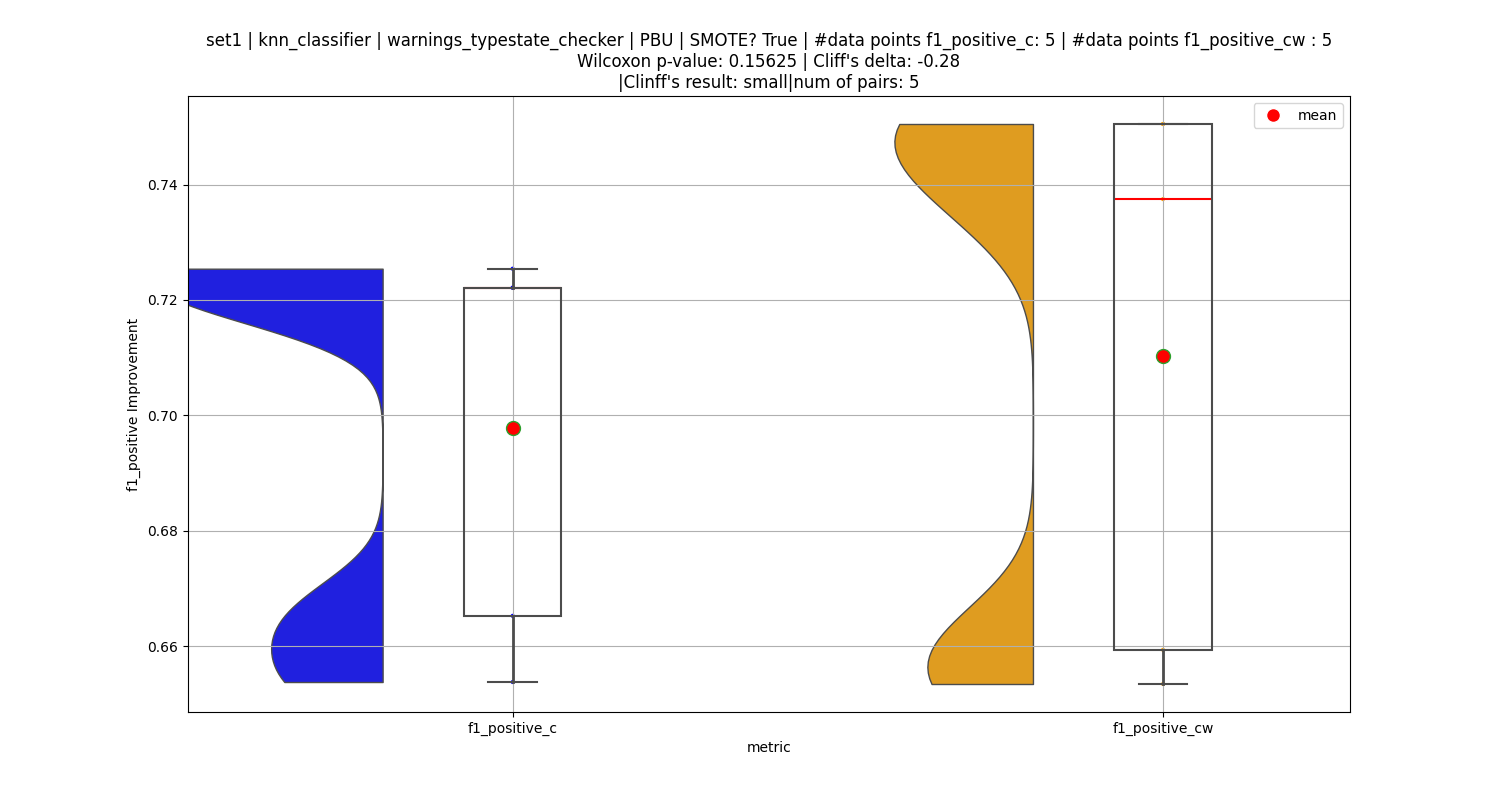 set1 | knn_classifier | warnings_typestate_checker | PBU | SMOTE? True | #data points f1_positive_c: 5 | #data points f1_positive_cw : 5
Wilcoxon p-value: 0.15625 | Cliff's delta: -0.28
|Clinff's result: small|num of pairs: 5
mean
0.74
0.72
0.70
0.68
0.66
f1_positive Improvement
f1_positive_c
f1_positive_cw
metric